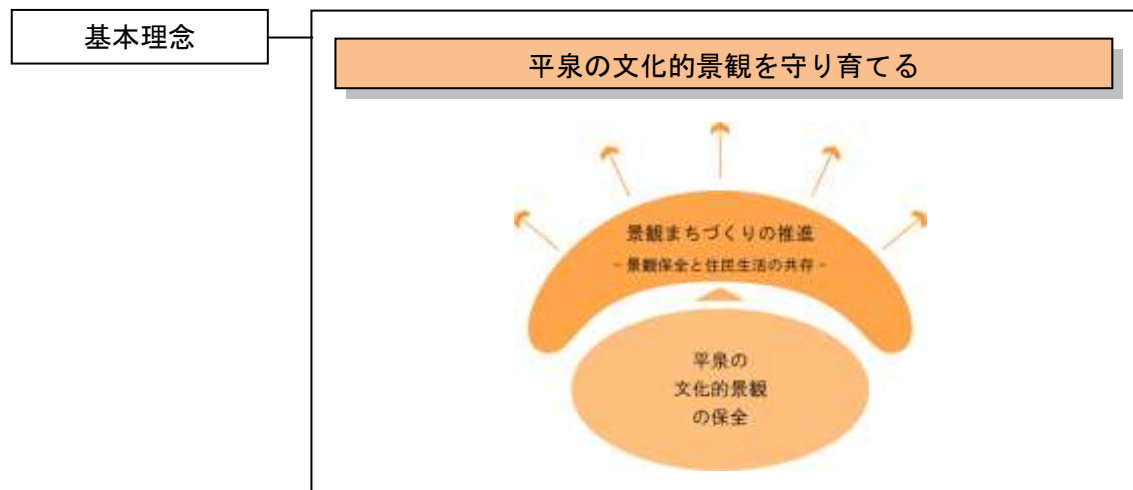 基本理念
平泉の文化的景観を守り育てる
景観まちづくりの推進
- 景観保全と住民生活の共存 -
平泉の
文化的景観
の保全